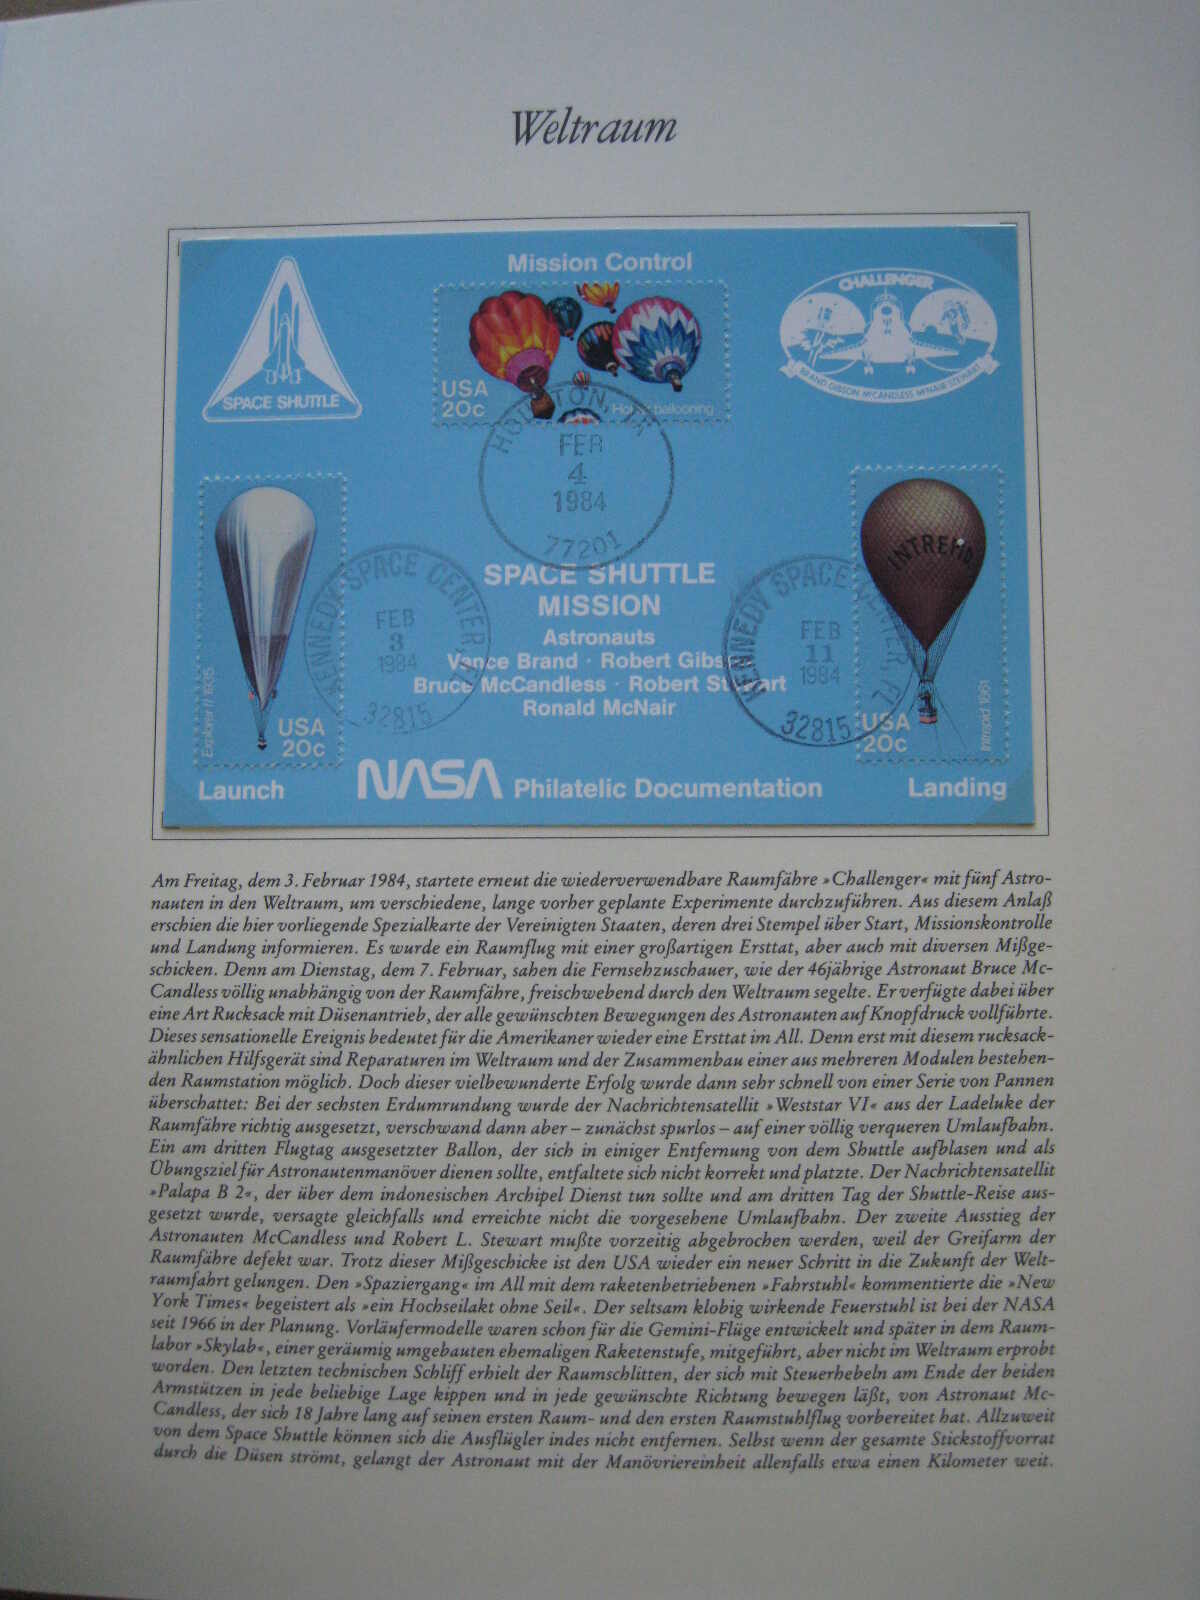 Weltraum
Mission Control
SPACE SHUTTLE
USA
20c
Hot ballooning
CHALLENGER
BRAND GIBSON McCANDLESS McNAIR STEWART
HOUSTON, TX
FEB
4
1984
77201
Explorer II 1935
USA
20c
KENNEDY SPACE CENTER, FL
FEB
3
1984
32815
SPACE SHUTTLE
MISSION
Astronauts
Vance Brand · Robert Gibson
Bruce McCandless · Robert Stewart
Ronald McNair
KENNEDY SPACE CENTER, FL
FEB
11
1984
32815
INTREPID
USA
20c
Intrepid 1861
Launch
NASA Philatelic Documentation
Landing
Am Freitag, dem 3. Februar 1984, startete erneut die wiederverwendbare Raumfähre »Challenger« mit fünf Astro-
nauten in den Weltraum, um verschiedene, lange vorher geplante Experimente durchzuführen. Aus diesem Anlaß
erschien die hier vorliegende Spezialkarte der Vereinigten Staaten, deren drei Stempel über Start, Missionskontrolle
und Landung informieren. Es wurde ein Raumflug mit einer großartigen Ersttat, aber auch mit diversen Mißge-
schicken. Denn am Dienstag, dem 7. Februar, sahen die Fernsehzuschauer, wie der 46jährige Astronaut Bruce Mc-
Candless völlig unabhängig von der Raumfähre, freischwebend durch den Weltraum segelte. Er verfügte dabei über
eine Art Rucksack mit Düsenantrieb, der alle gewünschten Bewegungen des Astronauten auf Knopfdruck vollführte.
Dieses sensationelle Ereignis bedeutet für die Amerikaner wieder eine Ersttat im All. Denn erst mit diesem rucksack-
ähnlichen Hilfsgerät sind Reparaturen im Weltraum und der Zusammenbau einer aus mehreren Modulen bestehen-
den Raumstation möglich. Doch dieser vielbewunderte Erfolg wurde dann sehr schnell von einer Serie von Pannen
überschattet: Bei der sechsten Erdumrundung wurde der Nachrichtensatellit »Weststar VI« aus der Ladeluke der
Raumfähre richtig ausgesetzt, verschwand dann aber – zunächst spurlos – auf einer völlig verqueren Umlaufbahn.
Ein am dritten Flugtag ausgesetzter Ballon, der sich in einiger Entfernung von dem Shuttle aufblasen und als
Übungsziel für Astronautenmanöver dienen sollte, entfaltete sich nicht korrekt und platzte. Der Nachrichtensatellit
»Palapa B 2«, der über dem indonesischen Archipel Dienst tun sollte und am dritten Tag der Shuttle-Reise aus-
gesetzt wurde, versagte gleichfalls und erreichte nicht die vorgesehene Umlaufbahn. Der zweite Ausstieg der
Astronauten McCandless und Robert L. Stewart mußte vorzeitig abgebrochen werden, weil der Greifarm der
Raumfähre defekt war. Trotz dieser Mißgeschicke ist den USA wieder ein neuer Schritt in die Zukunft der Welt-
raumfahrt gelungen. Den »Spaziergang« im All mit dem raketenbetriebenen »Fahrstuhl« kommentierte die »New
York Times« begeistert als »ein Hochseilakt ohne Seil«. Der seltsam klobig wirkende Feuerstuhl ist bei der NASA
seit 1966 in der Planung. Vorläufermodelle waren schon für die Gemini-Flüge entwickelt und später in dem Raum-
labor »Skylab«, einer geräumig umgebauten ehemaligen Raketenstufe, mitgeführt, aber nicht im Weltraum erprobt
worden. Den letzten technischen Schliff erhielt der Raumschlitten, der sich mit Steuerhebeln am Ende der beiden
Armstützen in jede beliebige Lage kippen und in jede gewünschte Richtung bewegen läßt, von Astronaut Mc-
Candless, der sich 18 Jahre lang auf seinen ersten Raum- und den ersten Raumstuhlflug vorbereitet hat. Allzuweit
von dem Space Shuttle können sich die Ausflügler indes nicht entfernen. Selbst wenn der gesamte Stickstoffvorrat
durch die Düsen strömt, gelangt der Astronaut mit der Manövriereinheit allenfalls etwa einen Kilometer weit.